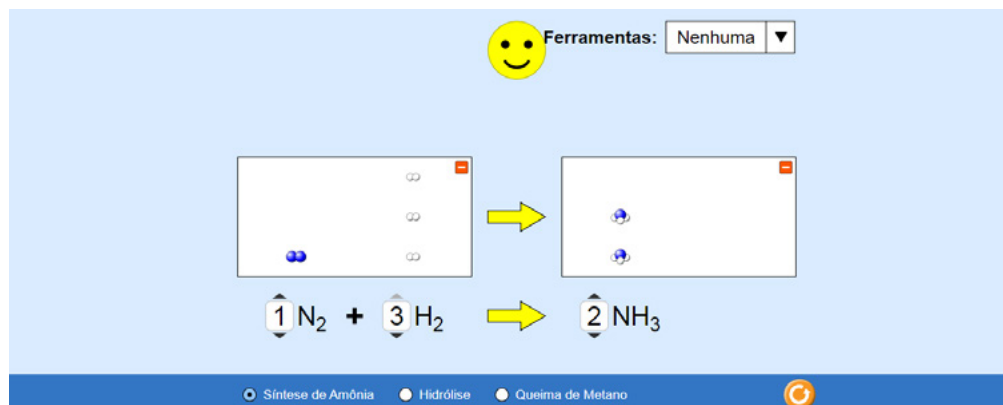 Ferramentas: Nenhuma ▼
1 N₂ + 3 H₂ 2 NH₃
Síntese de Amônia Hidrólise Queima de Metano